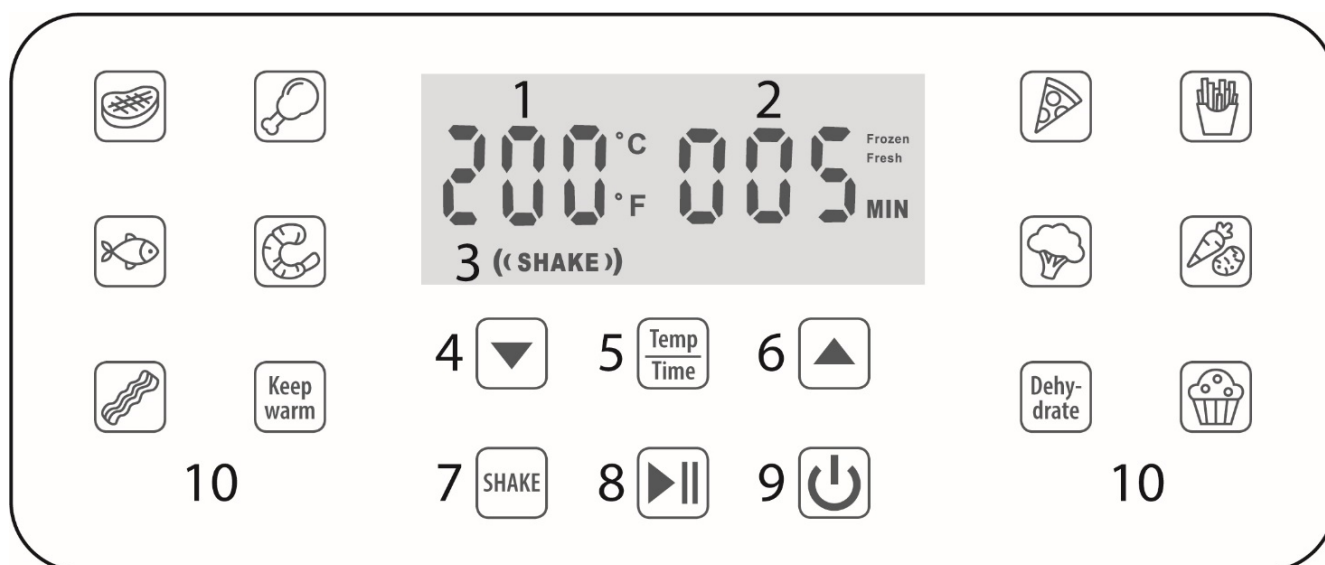 1 2
200 °C 005 Frozen
Fresh
°F MIN
3 ((SHAKE))
4 5 Temp 6
Time
Keep
warm
Dehy-
drate
10 7 SHAKE 8 9 10